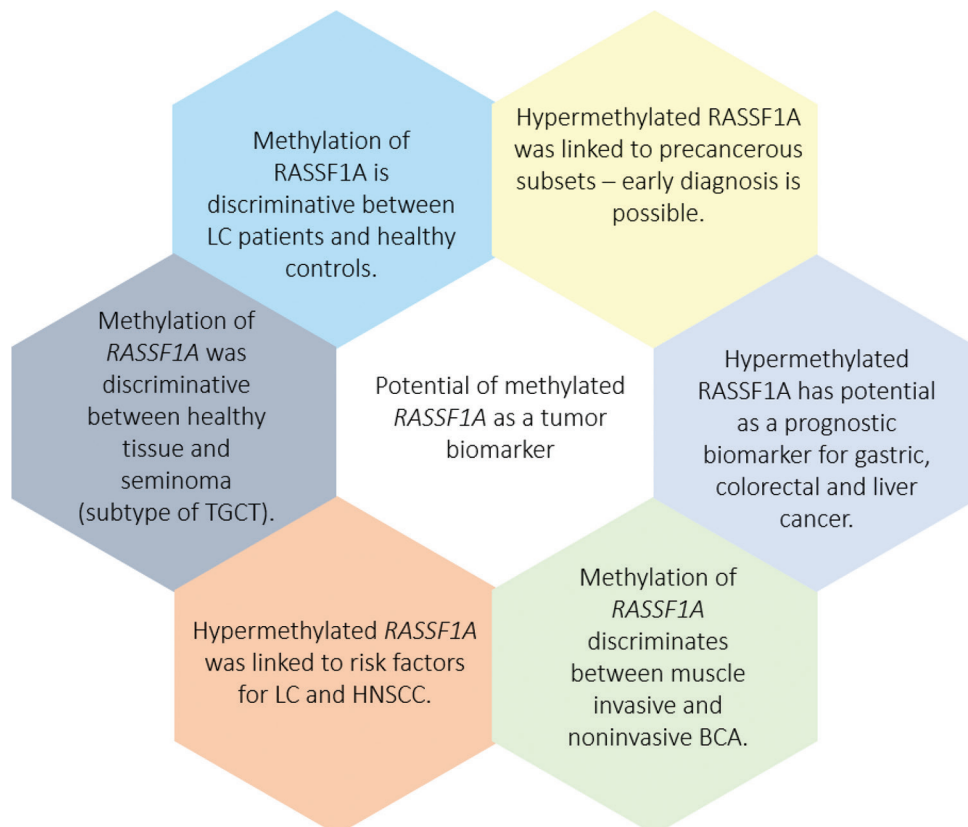 Methylation of
RASSF1A is
discriminative between
LC patients and healthy
controls.
Hypermethylated RASSF1A
was linked to precancerous
subsets – early diagnosis is
possible.
Methylation of
RASSF1A was
discriminative
between healthy
tissue and
seminoma
(subtype of TGCT).
Potential of methylated
RASSF1A as a tumor
biomarker
Hypermethylated
RASSF1A has potential
as a prognostic
biomarker for gastric,
colorectal and liver
cancer.
Hypermethylated RASSF1A
was linked to risk factors
for LC and HNSCC.
Methylation of
RASSF1A
discriminates
between muscle
invasive and
noninvasive BCA.